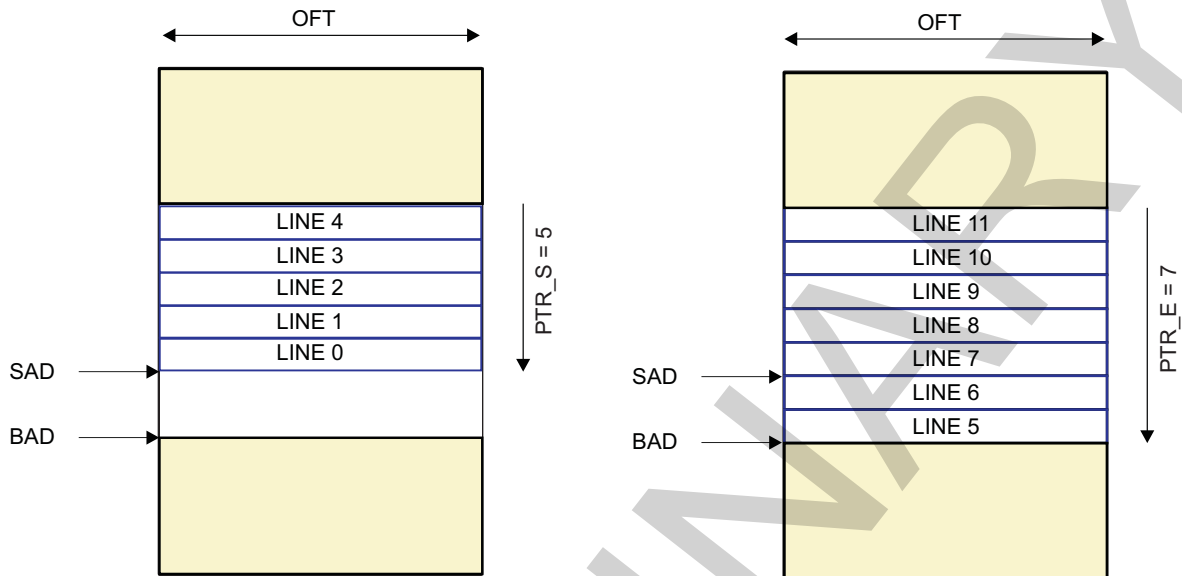 OFT
LINE 4
LINE 3
LINE 2
LINE 1
LINE 0
PTR_S = 5
SAD
BAD
OFT
LINE 11
LINE 10
LINE 9
LINE 8
LINE 7
LINE 6
LINE 5
PTR_E = 7
SAD
BAD
INARY